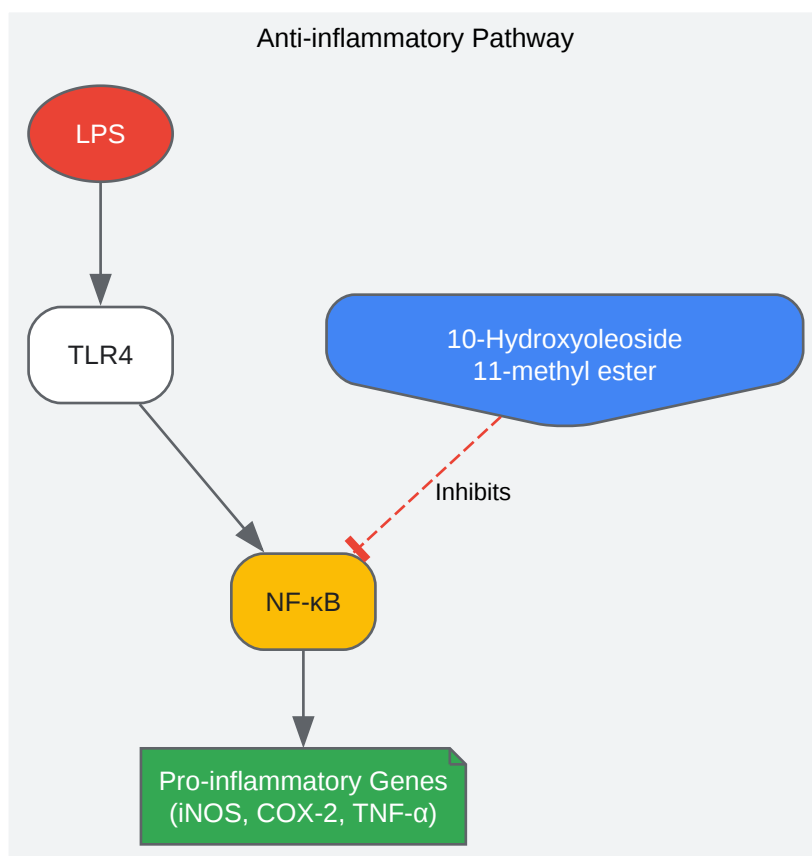 Anti-inflammatory Pathway
LPS
TLR4
10-Hydroxyoleoside
11-methyl ester
Inhibits
NF-κB
Pro-inflammatory Genes
(iNOS, COX-2, TNF-α)